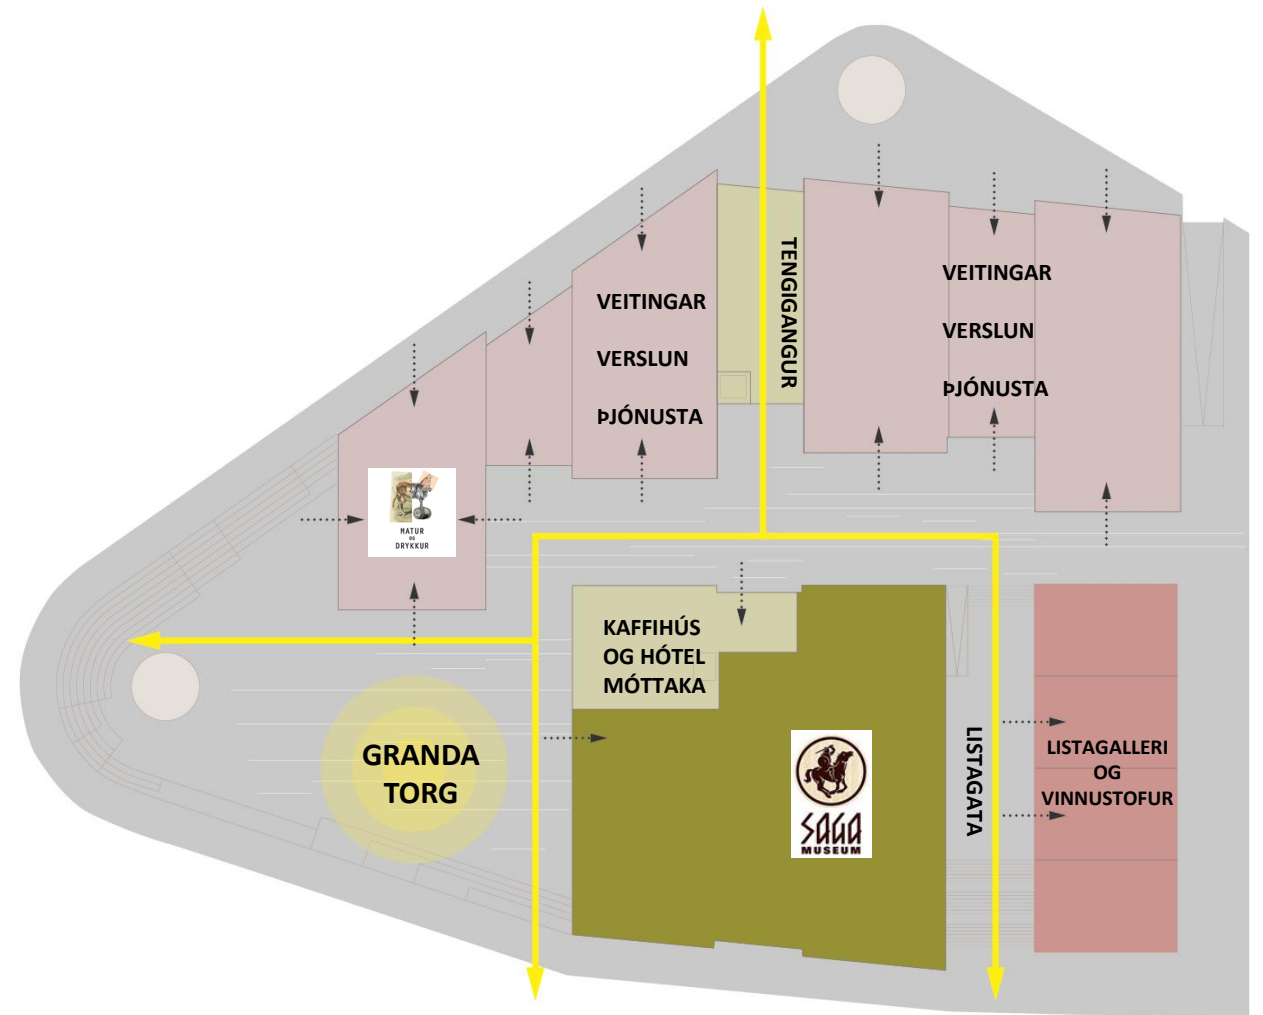 TENGIGANGUR
VEITINGAR
VERSLUN
ÞJÓNUSTA
VEITINGAR
VERSLUN
ÞJÓNUSTA
MATUR
OG
DRYKKUR
KAFFIHÚS
OG HÓTEL
MÓTTAKA
GRANDA
TORG
SAGA
MUSEUM
LISTAGATA
LISTAGALLERI
OG
VINNUSTOFUR